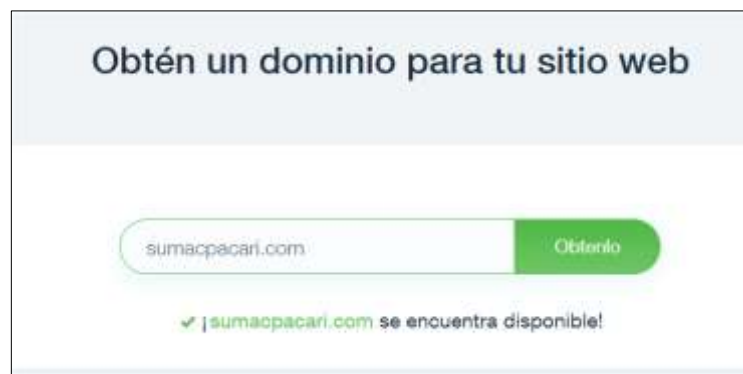 Obtén un dominio para tu sitio web
sumacpacari.com
Obtenlo
✓ ¡sumacpacari.com se encuentra disponible!